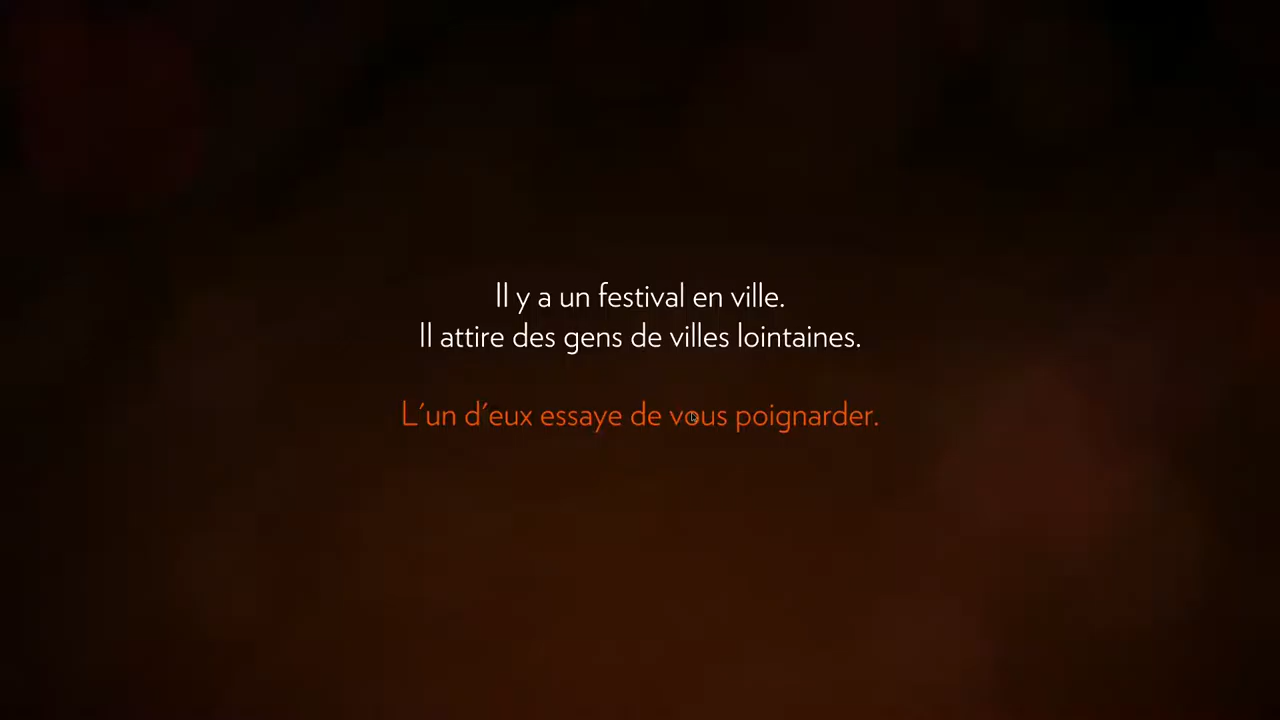 Il y a un festival en ville.
Il attire des gens de villes lointaines.
L'un d'eux essaye de vous poignarder.